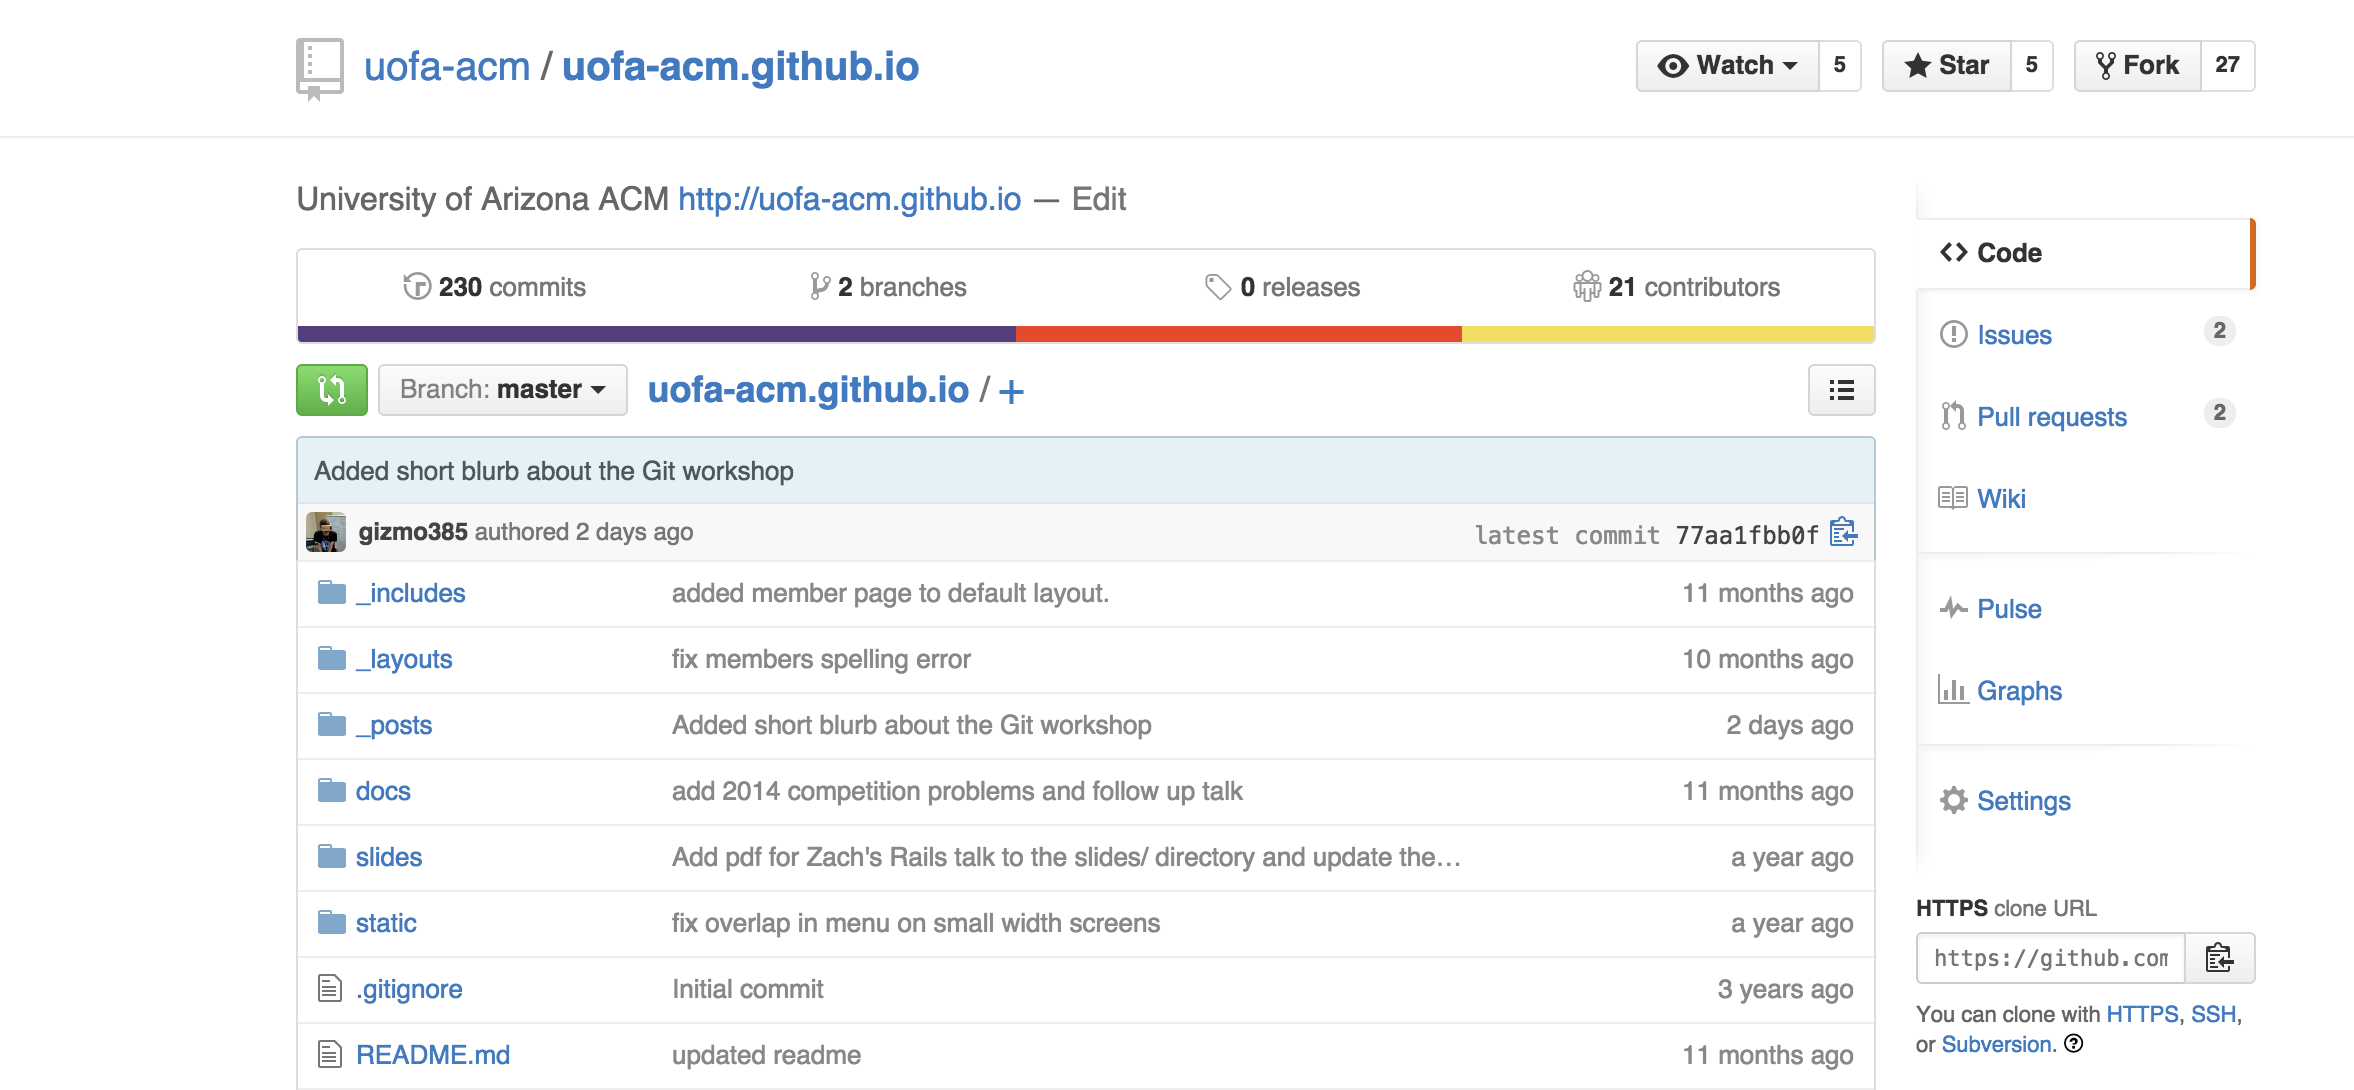 uofa-acm / uofa-acm.github.io
Watch 5 Star 5 Fork 27
University of Arizona ACM http://uofa-acm.github.io — Edit
230 commits 2 branches 0 releases 21 contributors
Branch: master uofa-acm.github.io / +
Added short blurb about the Git workshop
gizmo385 authored 2 days ago latest commit 77aa1fbb0f
_includes added member page to default layout. 11 months ago
_layouts fix members spelling error 10 months ago
_posts Added short blurb about the Git workshop 2 days ago
docs add 2014 competition problems and follow up talk 11 months ago
slides Add pdf for Zach's Rails talk to the slides/ directory and update the… a year ago
static fix overlap in menu on small width screens a year ago
.gitignore Initial commit 3 years ago
README.md updated readme 11 months ago
Code
Issues 2
Pull requests 2
Wiki
Pulse
Graphs
Settings
HTTPS clone URL
https://github.com
You can clone with HTTPS, SSH,
or Subversion.